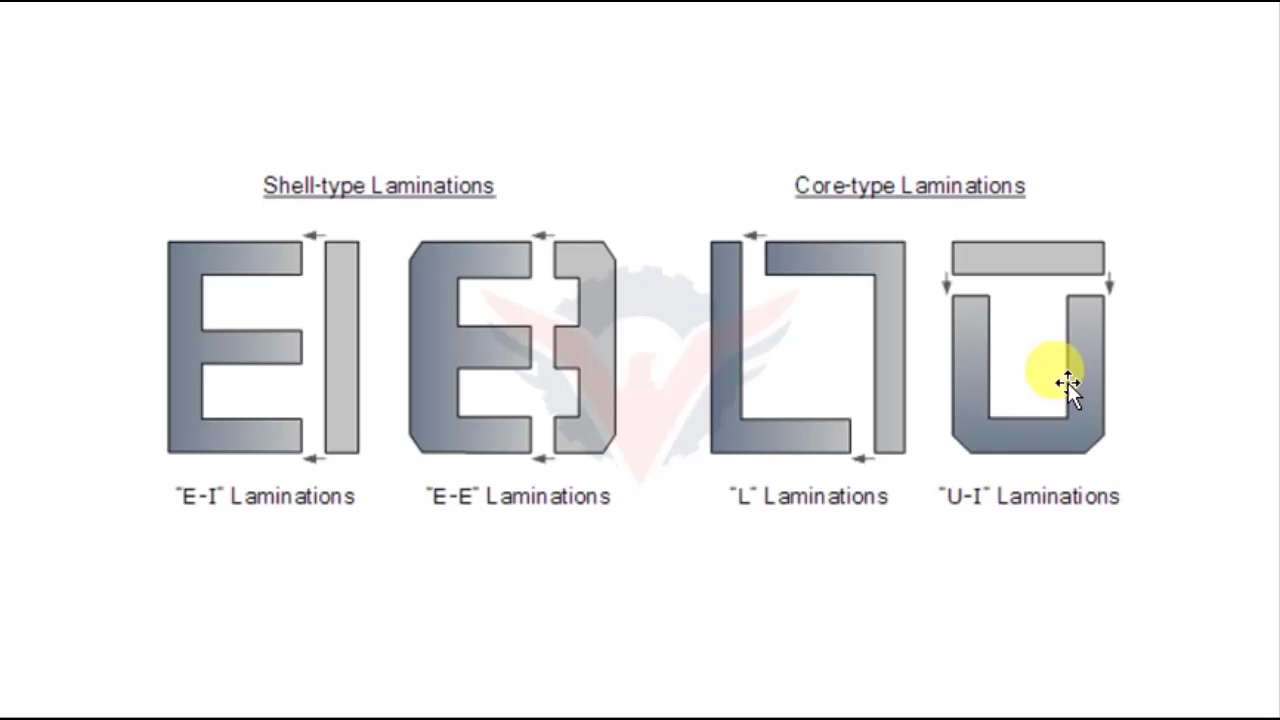 Shell-type Laminations
Core-type Laminations
"E-I" Laminations
"E-E" Laminations
"L" Laminations
"U-I" Laminations